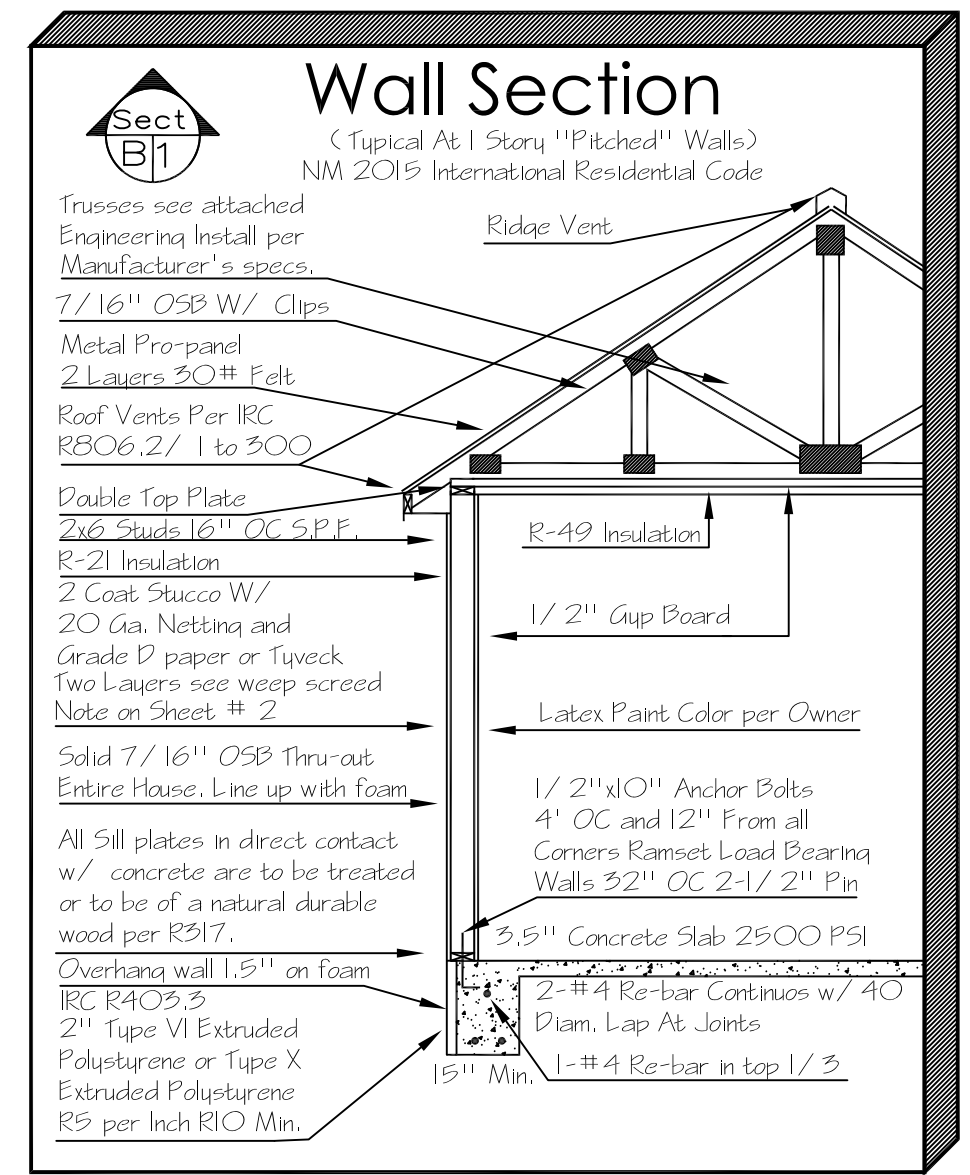 Wall Section
(Typical At 1 Story "Pitched" Walls)
NM 2015 International Residential Code
Sect
B 1
Trusses see attached
Engineering Install per
Manufacturer's specs.
7/16" OSB W/ Clips
Metal Pro-panel
2 Layers 30# Felt
Roof Vents Per IRC
R806.2/ 1 to 300
Double Top Plate
2x6 Studs 16" OC S.P.F.
R-21 Insulation
2 Coat Stucco W/
20 Ga. Netting and
Grade D paper or Tyveck
Two Layers see weep screed
Note on Sheet # 2
Solid 7/16" OSB Thru-out
Entire House. Line up with foam
All Sill plates in direct contact
w/ concrete are to be treated
or to be of a natural durable
wood per R317.
Overhang wall 1.5" on foam
IRC R403.3
2" Type VI Extruded
Polystyrene or Type X
Extruded Polystyrene
R5 per Inch R10 Min.
Ridge Vent
R-49 Insulation
1/2" Gyp Board
Latex Paint Color per Owner
1/2"x10" Anchor Bolts
4' OC and 12" From all
Corners Ramset Load Bearing
Walls 32" OC 2-1/2" Pin
3.5" Concrete Slab 2500 PSI
2-#4 Re-bar Continuos w/ 40
Diam. Lap At Joints
1-#4 Re-bar in top 1/3
15" Min.